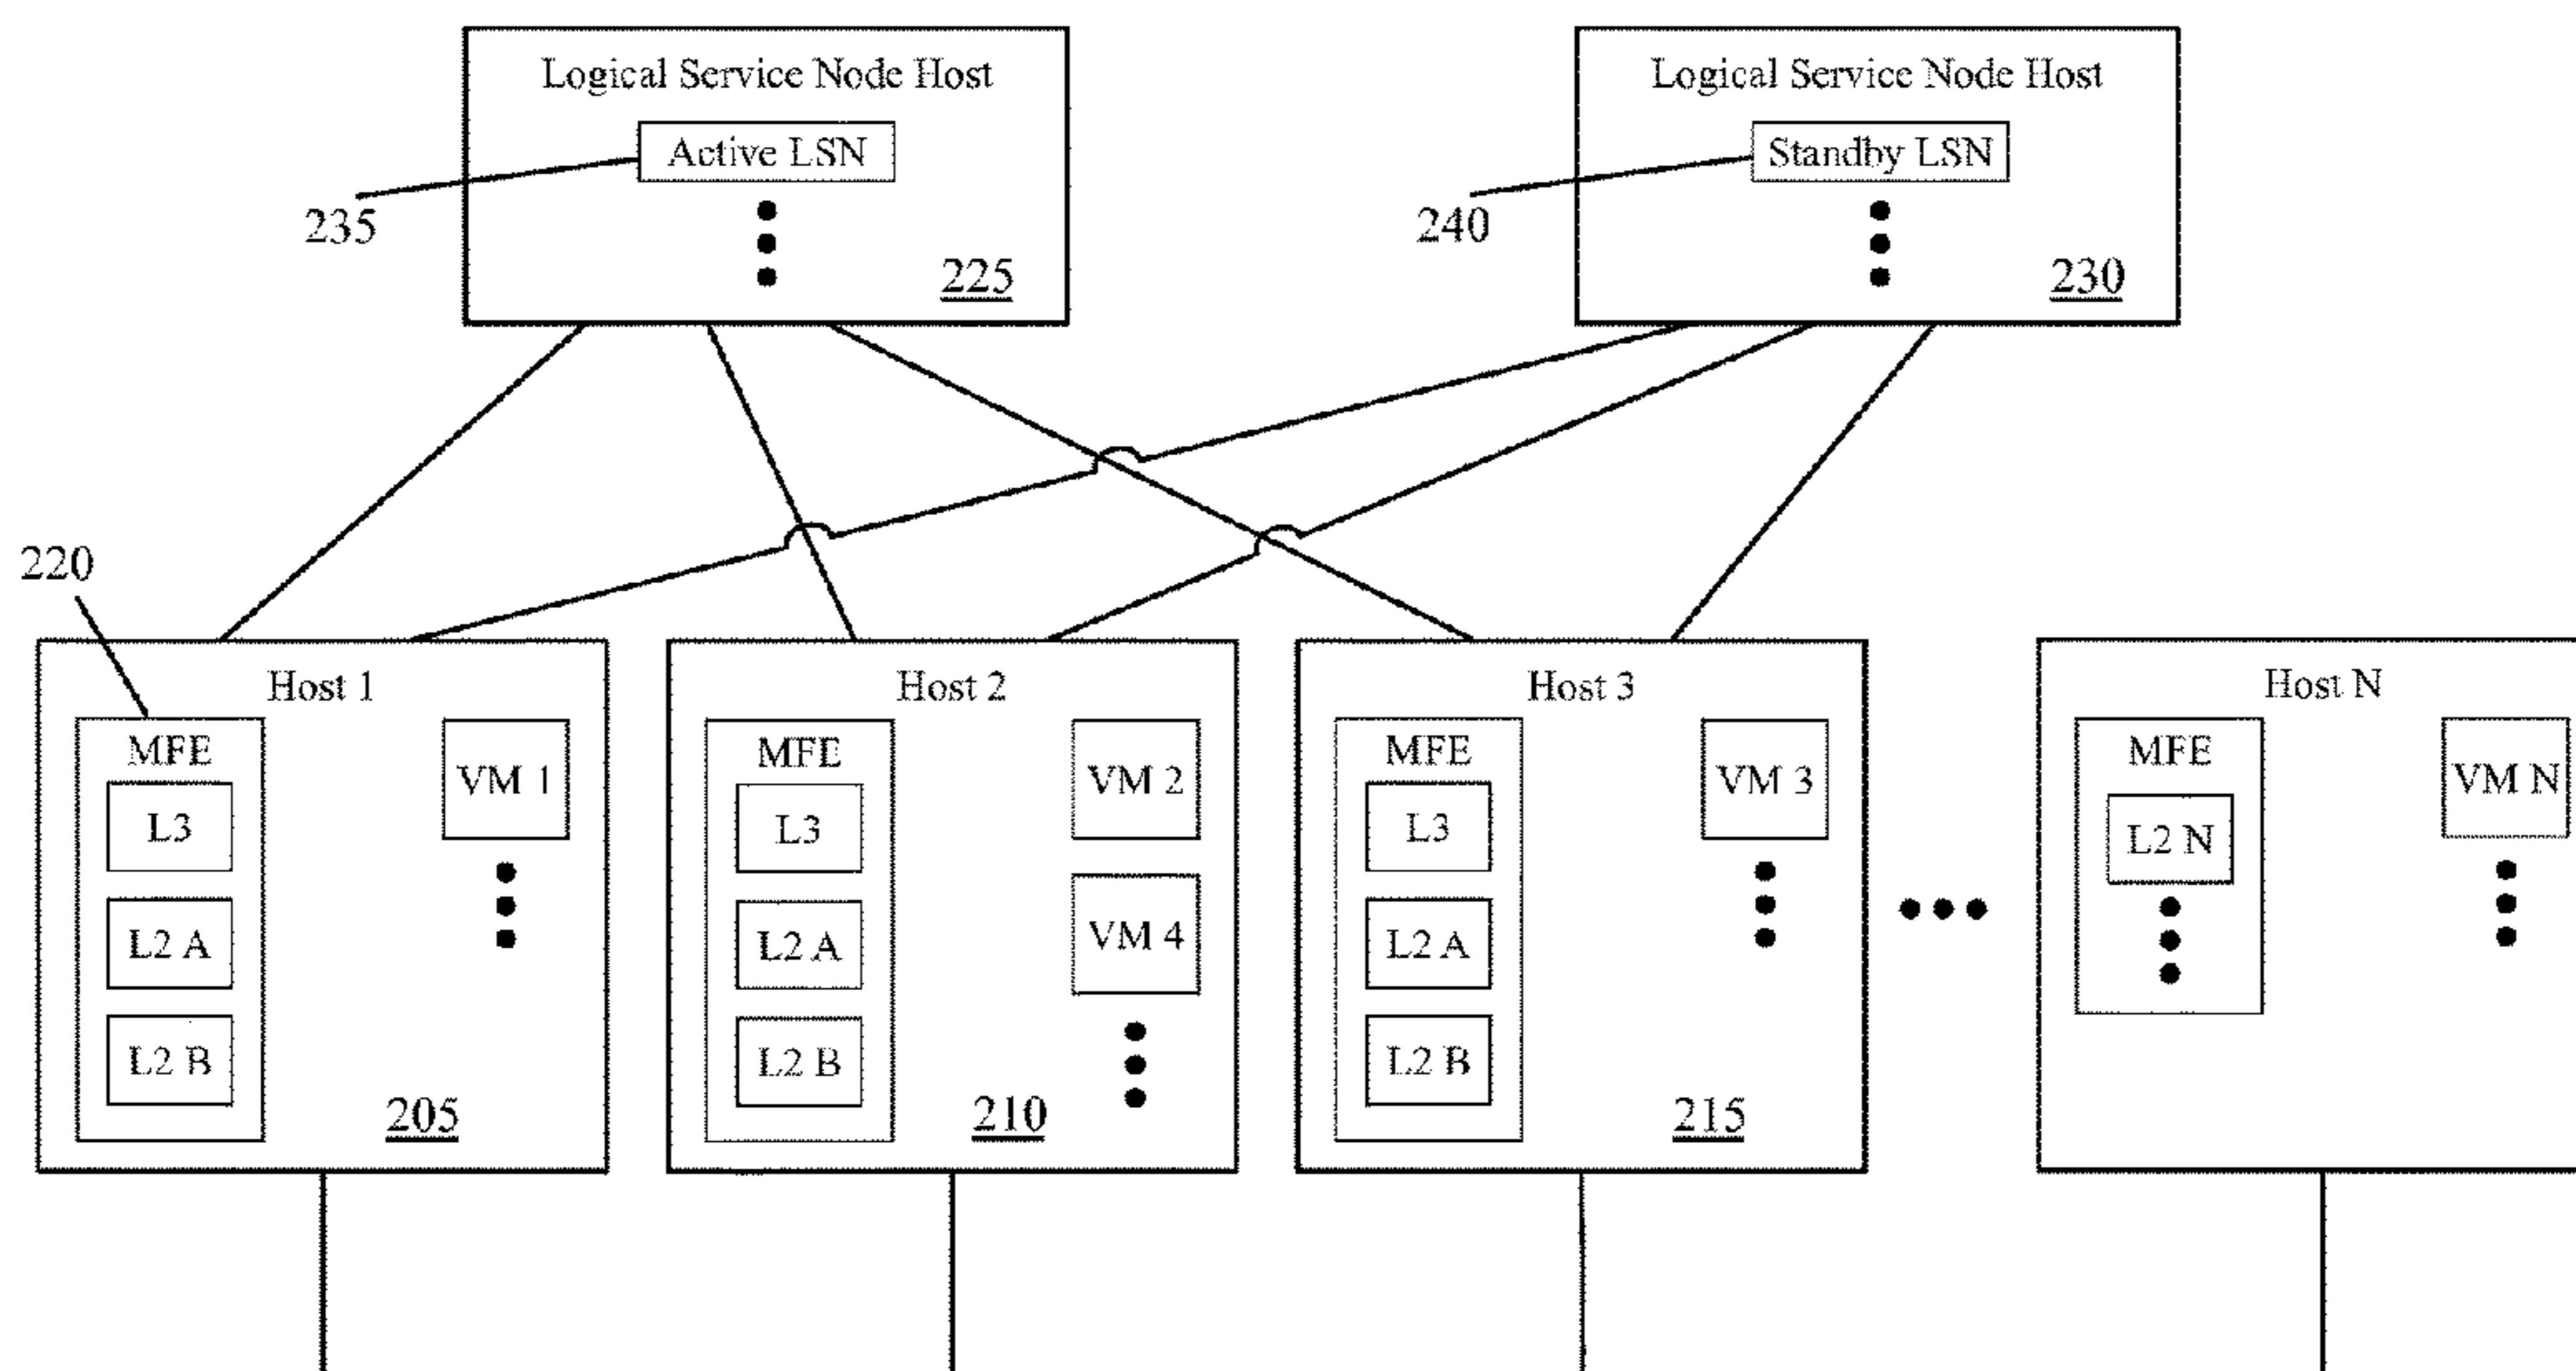 Logical Service Node Host
Active LSN
235
225
Logical Service Node Host
Standby LSN
240
230
220
Host 1
MFE
L3
L2 A
L2 B
VM 1
205
Host 2
MFE
L3
L2 A
L2 B
VM 2
VM 4
210
Host 3
MFE
L3
L2 A
L2 B
VM 3
215
Host N
MFE
L2 N
VM N